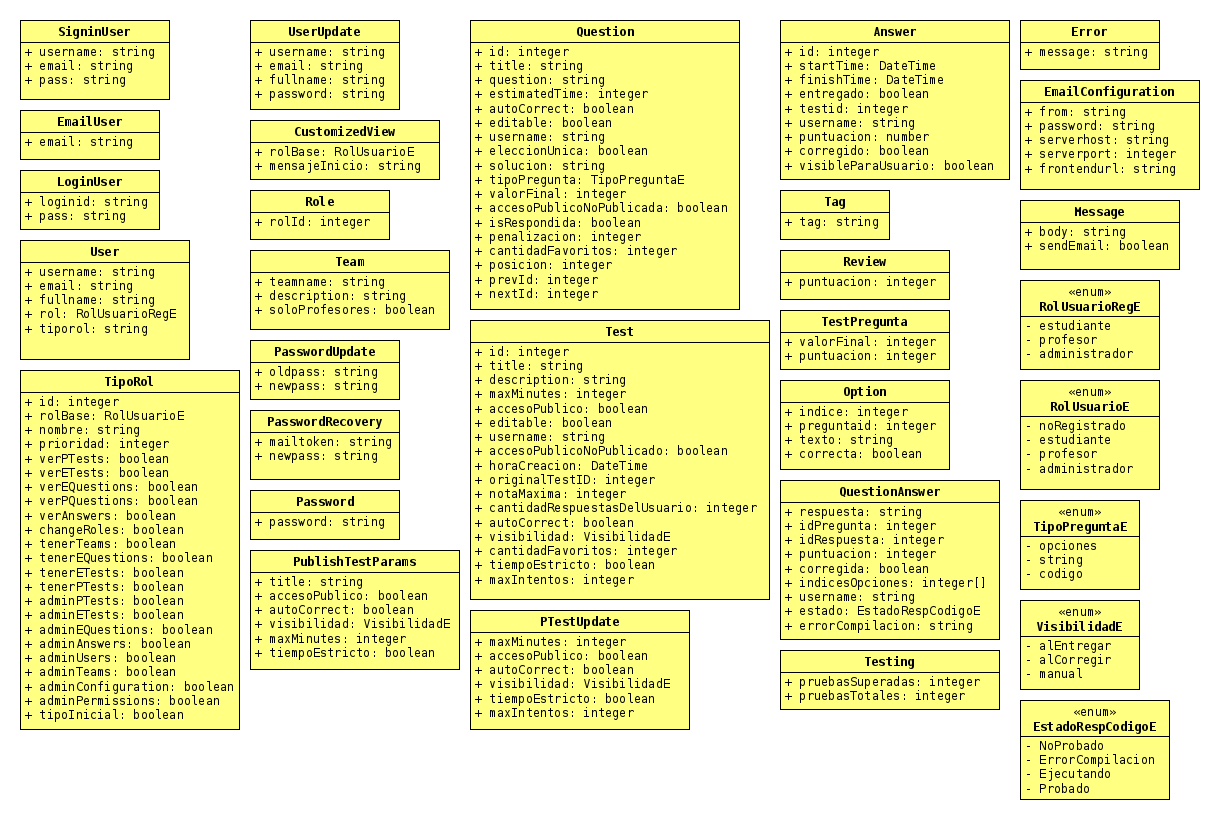 SigninUser
+ username: string
+ email: string
+ pass: string
EmailUser
+ email: string
LoginUser
+ loginid: string
+ pass: string
User
+ username: string
+ email: string
+ fullname: string
+ rol: RolUsuarioRegE
+ tiporol: string
TipoRol
+ id: integer
+ rolBase: RolUsuarioE
+ nombre: string
+ prioridad: integer
+ verPTests: boolean
+ verETests: boolean
+ verEQuestions: boolean
+ verPQuestions: boolean
+ verAnswers: boolean
+ changeRoles: boolean
+ tenerTeams: boolean
+ tenerEQuestions: boolean
+ tenerETests: boolean
+ tenerPTests: boolean
+ adminPTests: boolean
+ adminETests: boolean
+ adminEQuestions: boolean
+ adminAnswers: boolean
+ adminUsers: boolean
+ adminTeams: boolean
+ adminConfiguration: boolean
+ adminPermissions: boolean
+ tipoInicial: boolean
UserUpdate
+ username: string
+ email: string
+ fullname: string
+ password: string
CustomizedView
+ rolBase: RolUsuarioE
+ mensajeInicio: string
Role
+ rolId: integer
Team
+ teamname: string
+ description: string
+ soloProfesores: boolean
PasswordUpdate
+ oldpass: string
+ newpass: string
PasswordRecovery
+ mailtoken: string
+ newpass: string
Password
+ password: string
PublishTestParams
+ title: string
+ accesoPublico: boolean
+ autoCorrect: boolean
+ visibilidad: VisibilidadE
+ maxMinutes: integer
+ tiempoEstricto: boolean
Question
+ id: integer
+ title: string
+ question: string
+ estimatedTime: integer
+ autoCorrect: boolean
+ editable: boolean
+ username: string
+ eleccionUnica: boolean
+ solucion: string
+ tipoPregunta: TipoPreguntaE
+ valorFinal: integer
+ accesoPublicoNoPublicada: boolean
+ isRespondida: boolean
+ penalizacion: integer
+ cantidadFavoritos: integer
+ posicion: integer
+ prevId: integer
+ nextId: integer
Test
+ id: integer
+ title: string
+ description: string
+ maxMinutes: integer
+ accesoPublico: boolean
+ editable: boolean
+ username: string
+ accesoPublicoNoPublicado: boolean
+ horaCreacion: DateTime
+ originalTestID: integer
+ notaMaxima: integer
+ cantidadRespuestasDelUsuario: integer
+ autoCorrect: boolean
+ visibilidad: VisibilidadE
+ cantidadFavoritos: integer
+ tiempoEstricto: boolean
+ maxIntentos: integer
PTestUpdate
+ maxMinutes: integer
+ accesoPublico: boolean
+ autoCorrect: boolean
+ visibilidad: VisibilidadE
+ tiempoEstricto: boolean
+ maxIntentos: integer
Answer
+ id: integer
+ startTime: DateTime
+ finishTime: DateTime
+ entregado: boolean
+ testid: integer
+ username: string
+ puntuacion: number
+ corregido: boolean
+ visibleParaUsuario: boolean
Tag
+ tag: string
Review
+ puntuacion: integer
TestPregunta
+ valorFinal: integer
+ puntuacion: integer
Option
+ indice: integer
+ preguntaid: integer
+ texto: string
+ correcta: boolean
QuestionAnswer
+ respuesta: string
+ idPregunta: integer
+ idRespuesta: integer
+ puntuacion: integer
+ corregida: boolean
+ indicesOpciones: integer[]
+ username: string
+ estado: EstadoRespCodigoE
+ errorCompilacion: string
Testing
+ pruebasSuperadas: integer
+ pruebasTotales: integer
Error
+ message: string
EmailConfiguration
+ from: string
+ password: string
+ serverhost: string
+ serverport: integer
+ frontendurl: string
Message
+ body: string
+ sendEmail: boolean
«enum»
RolUsuarioRegE
- estudiante
- profesor
- administrador
«enum»
RolUsuarioE
- noRegistrado
- estudiante
- profesor
- administrador
«enum»
TipoPreguntaE
- opciones
- string
- codigo
«enum»
VisibilidadE
- alEntregar
- alCorregir
- manual
«enum»
EstadoRespCodigoE
- NoProbado
- ErrorCompilacion
- Ejecutando
- Probado